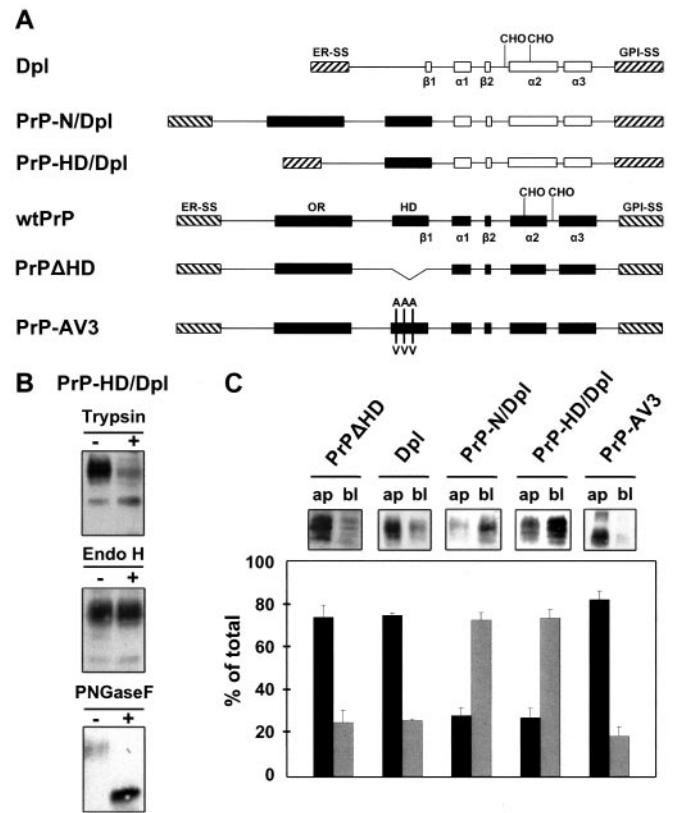 A
CHO CHO
ER-SS GPI-SS
Dpl
β1 α1 β2 α2 α3
PrP-N/Dpl
PrP-HD/Dpl
CHO CHO
ER-SS OR HD GPI-SS
wtPrP
β1 α1 β2 α2 α3
PrPΔHD
AAA
PrP-AV3
VVV
B
PrP-HD/Dpl
Trypsin
- +
Endo H
- +
PNGaseF
- +
C
PrPΔHD Dpl PrP-N/Dpl PrP-HD/Dpl PrP-AV3
ap bl ap bl ap bl ap bl ap bl
100
80
60
40
20
0
% of total